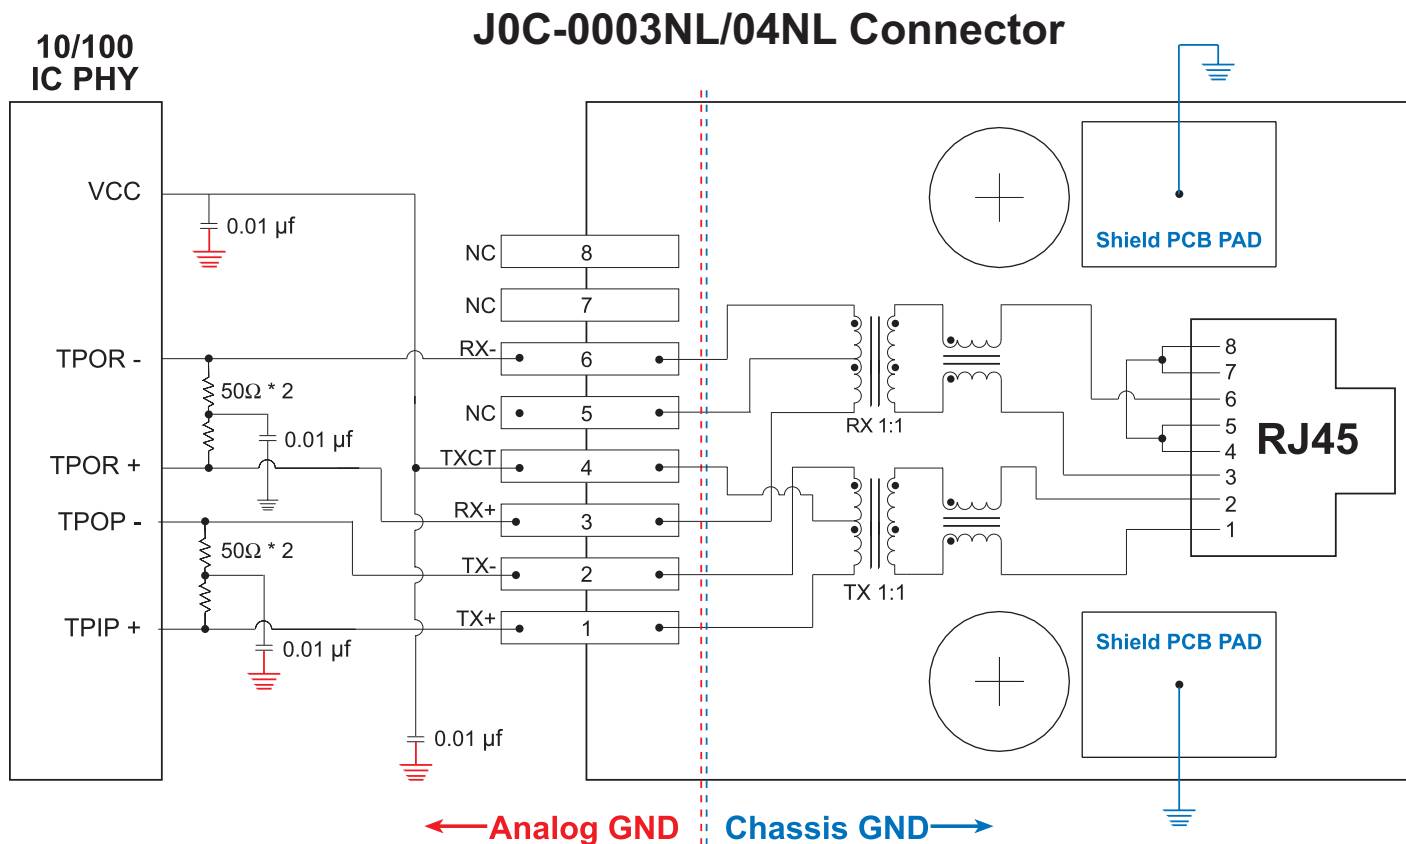 J0C-0003NL/04NL Connector
10/100
IC PHY
VCC
0.01 µf
Shield PCB PAD
NC
8
NC
7
TPOR -
RX-
6
50Ω * 2
NC
5
0.01 µf
TPOR +
TXCT
4
TPOP -
RX+
3
50Ω * 2
TX-
2
TPIP +
TX+
1
0.01 µf
0.01 µf
RX 1:1
TX 1:1
8
7
6
5
4
3
2
1
RJ45
Shield PCB PAD
Analog GND
Chassis GND